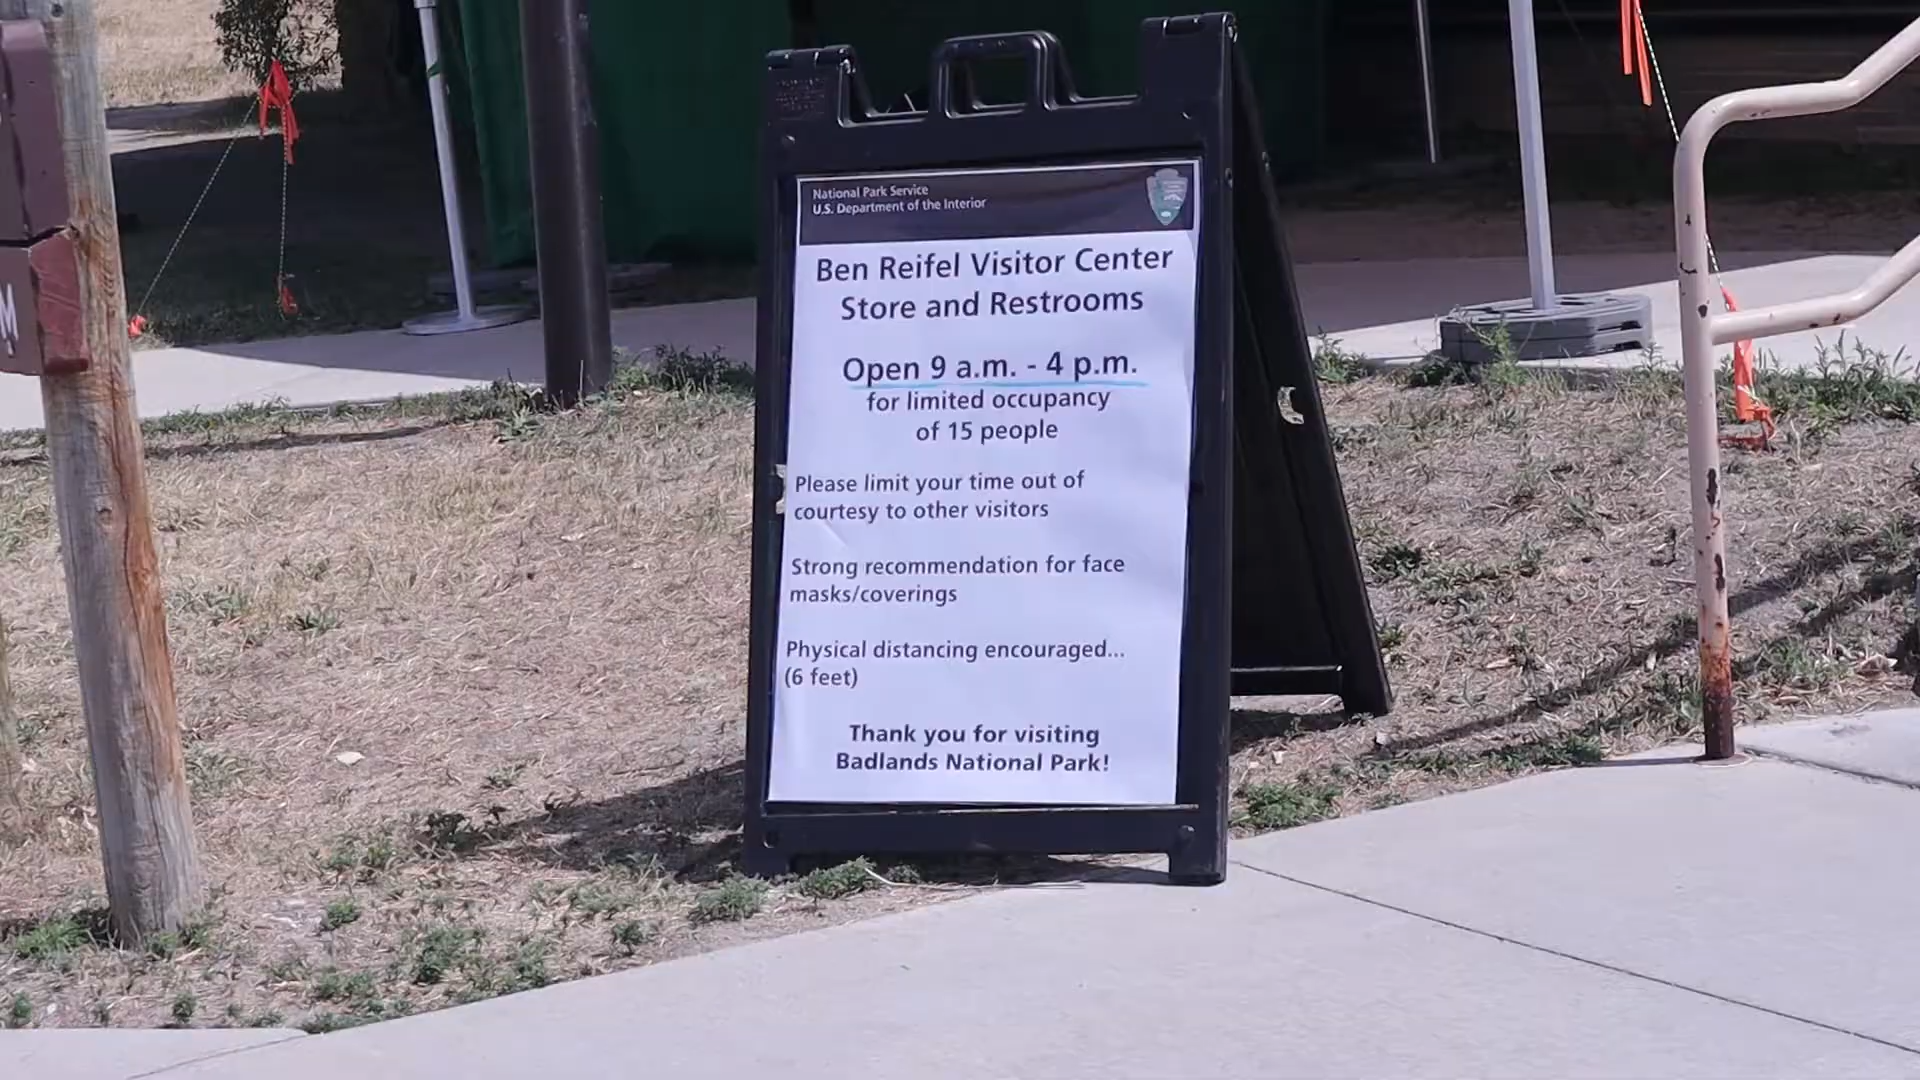 National Park Service
U.S. Department of the Interior
Ben Reifel Visitor Center
Store and Restrooms
Open 9 a.m. - 4 p.m.
for limited occupancy
of 15 people
Please limit your time out of
courtesy to other visitors
Strong recommendation for face
masks/coverings
Physical distancing encouraged...
(6 feet)
Thank you for visiting
Badlands National Park!
M